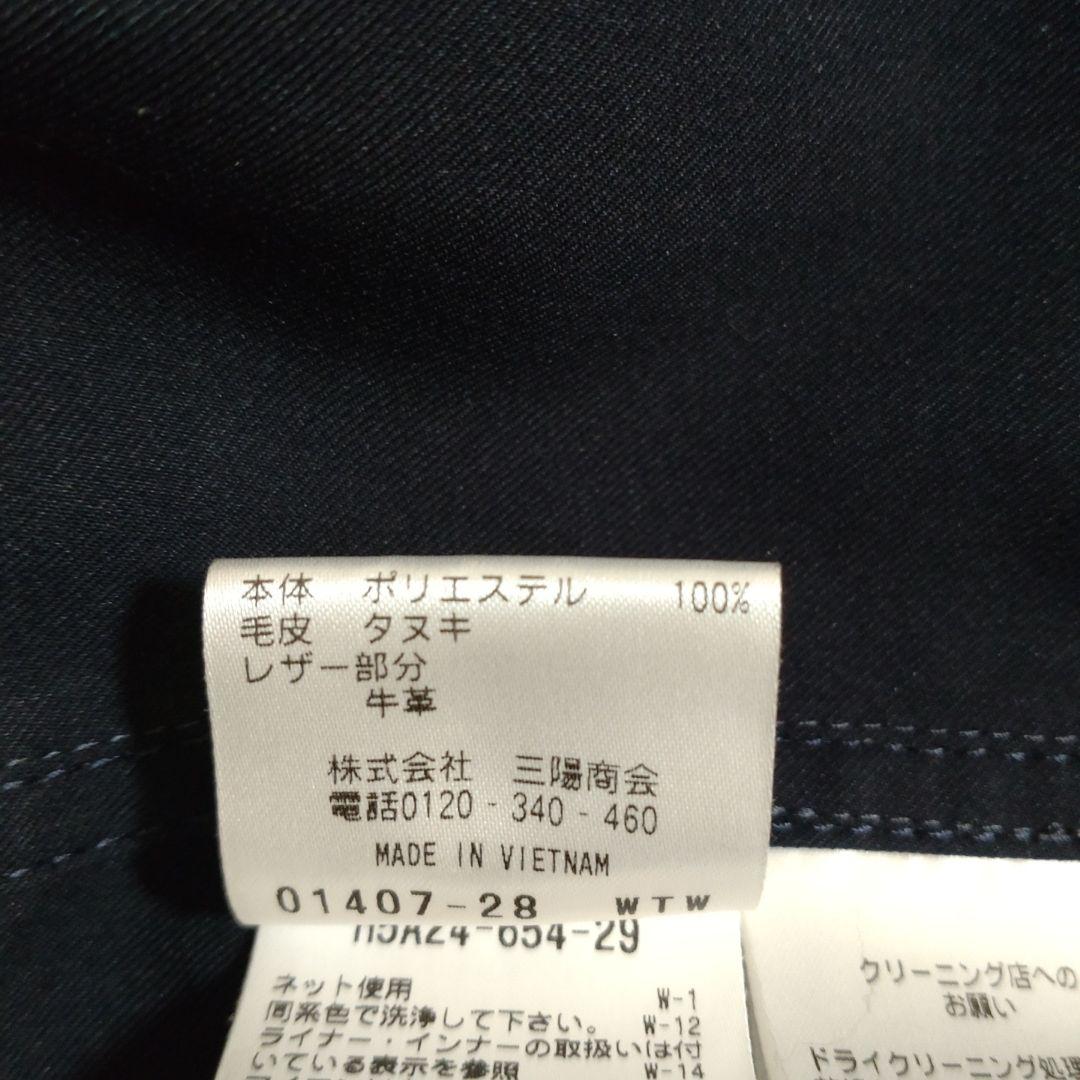 本体 ポリエステル 100%
毛皮 タヌキ
レザー部分
牛革
株式会社 三陽商会
電話0120-340-460
MADE IN VIETNAM
01407-28 WTW
-654-29
ネット使用 W-1
同系色で洗浄して下さい。 W-12
ライナー・インナーの取扱いは付
いている表示を参照 W-14
クリーニング店への
お願い
ドライクリーニング処理